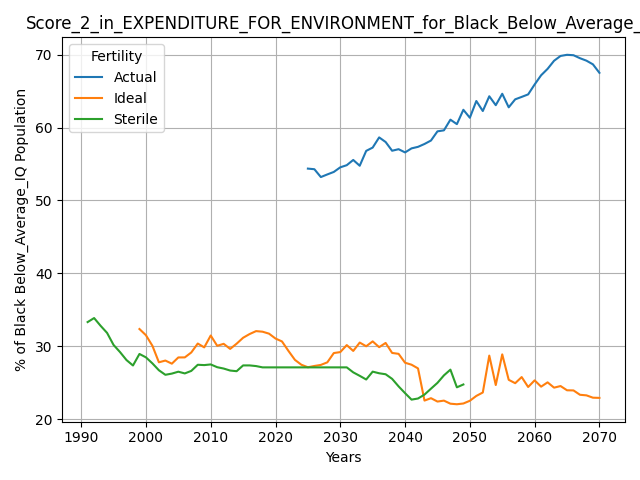 Score_2_in_EXPENDITURE_FOR_ENVIRONMENT_for_Black_Below_Average_
Fertility
Actual
Ideal
Sterile
% of Black Below_Average_IQ Population
70
60
50
40
30
20
1990
2000
2010
2020
2030
2040
2050
2060
2070
Years